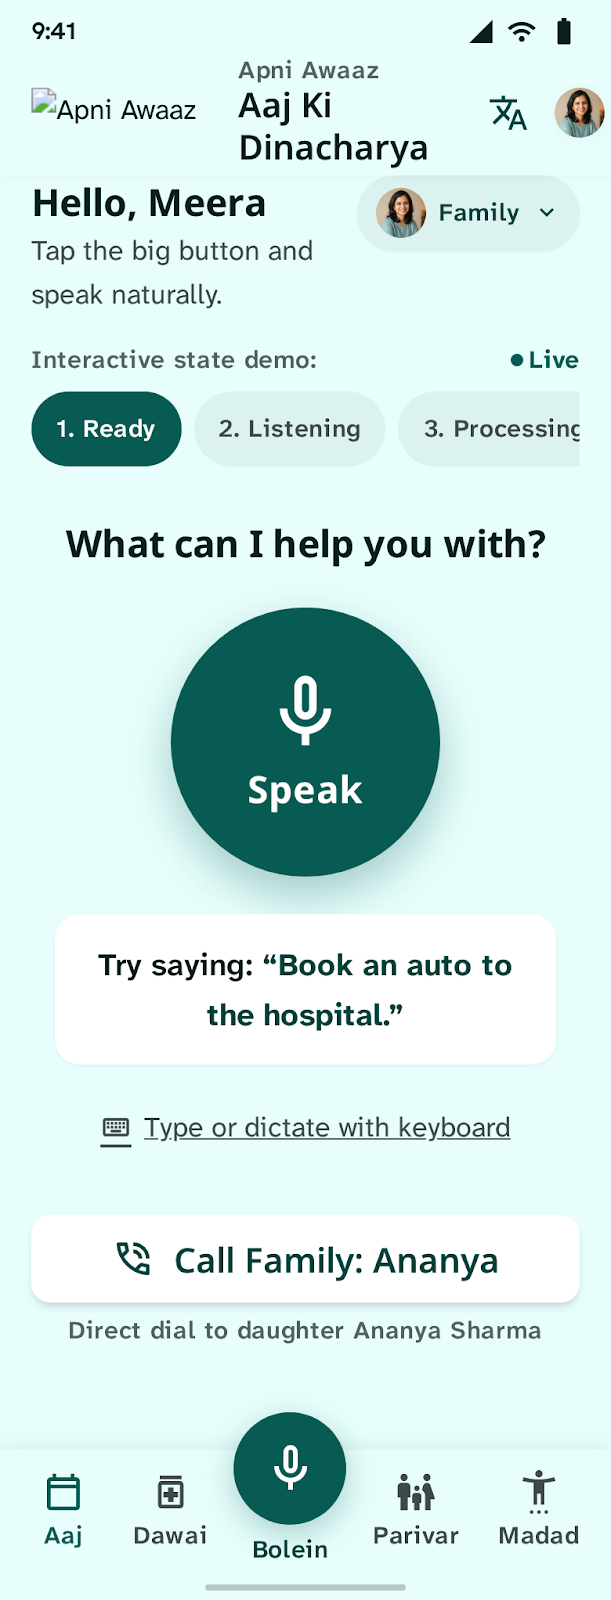 9:41
Apni Awaaz
Apni Awaaz
Aaj Ki
Dinacharya
Hello, Meera
Family
Tap the big button and
speak naturally.
Interactive state demo:
Live
1. Ready
2. Listening
3. Processing
What can I help you with?
Speak
Try saying: “Book an auto to
the hospital.”
Type or dictate with keyboard
Call Family: Ananya
Direct dial to daughter Ananya Sharma
Aaj
Dawai
Bolein
Parivar
Madad